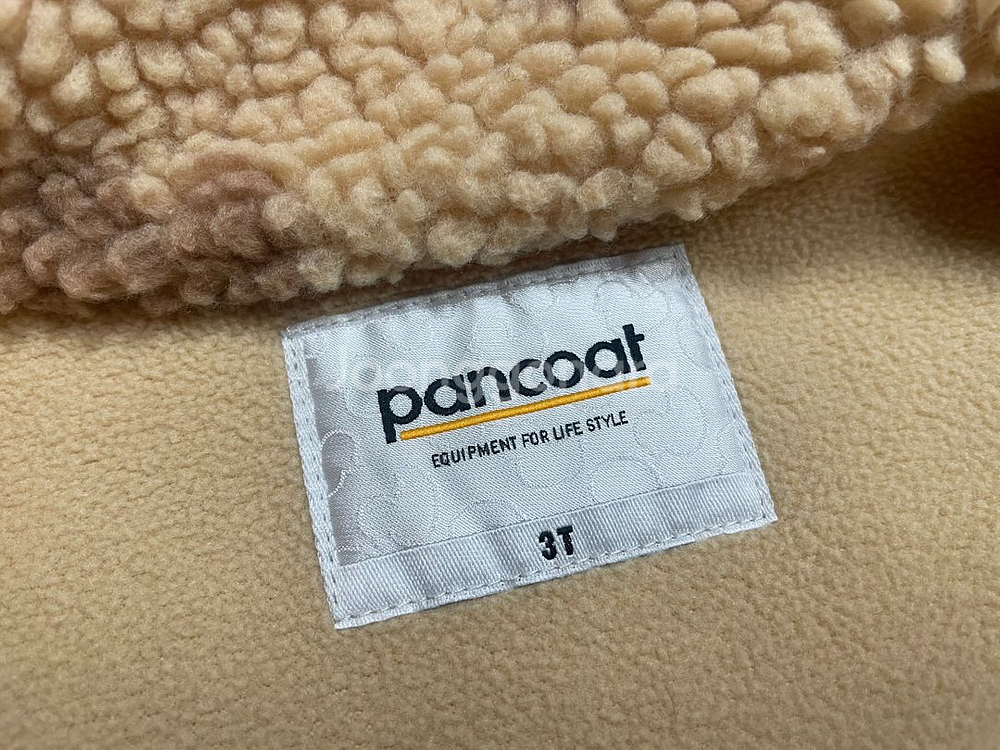 pancoat
EQUIPMENT FOR LIFE STYLE
3T